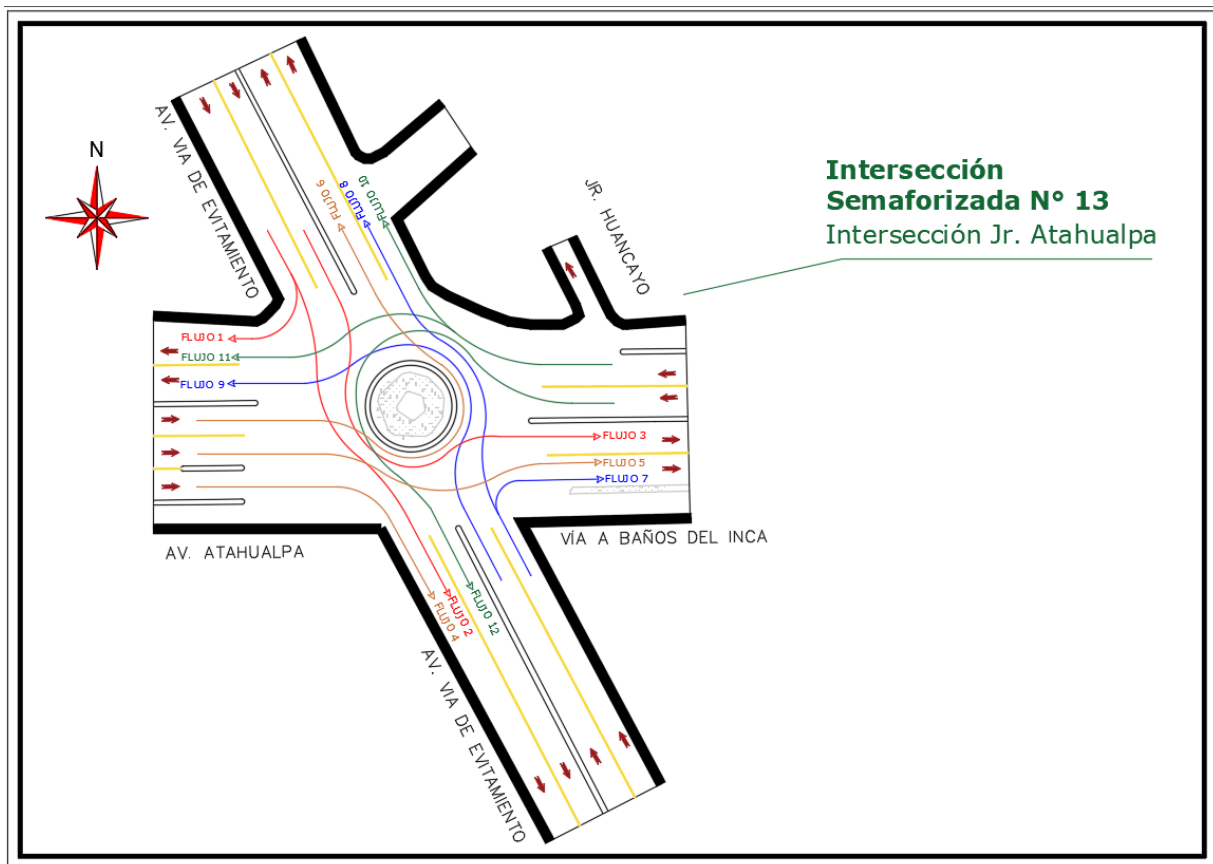 N
AV. VIA DE EVITAMIENTO
FLUJO 6
FLUJO 8
FLUJO 10
JR. HUANCAYO
Intersección
Semaforizada N° 13
Intersección Jr. Atahualpa
FLUJO 1
FLUJO 11
FLUJO 9
FLUJO 3
FLUJO 5
FLUJO 7
AV. ATAHUALPA
VÍA A BAÑOS DEL INCA
FLUJO 4
FLUJO 2
FLUJO 12
AV. VIA DE EVITAMIENTO